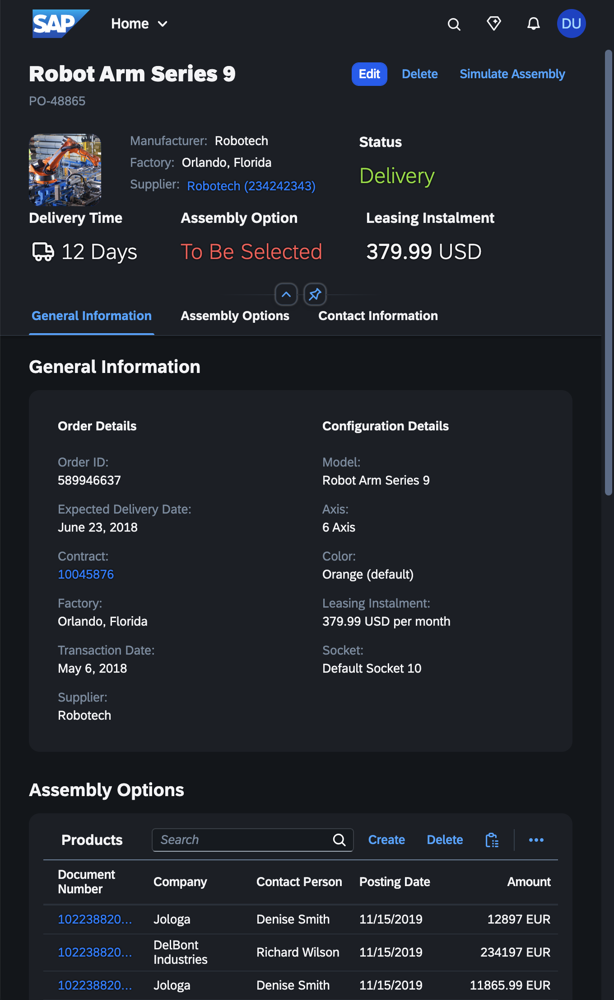 SAP Home DU
Robot Arm Series 9 Edit Delete Simulate Assembly
PO-48865
Manufacturer: Robotech
Factory: Orlando, Florida
Supplier: Robotech (234242343)
Status
Delivery
Delivery Time
12 Days
Assembly Option
To Be Selected
Leasing Instalment
379.99 USD
General Information Assembly Options Contact Information
General Information
Order Details
Order ID:
589946637
Expected Delivery Date:
June 23, 2018
Contract:
10045876
Factory:
Orlando, Florida
Transaction Date:
May 6, 2018
Supplier:
Robotech
Configuration Details
Model:
Robot Arm Series 9
Axis:
6 Axis
Color:
Orange (default)
Leasing Instalment:
379.99 USD per month
Socket:
Default Socket 10
Assembly Options
Products Search Create Delete
Document Number Company Contact Person Posting Date Amount
102238820... Jologa Denise Smith 11/15/2019 12897 EUR
102238820... DelBont Industries Richard Wilson 11/15/2019 234197 EUR
102238820... Jologa Denise Smith 11/15/2019 11865.99 EUR